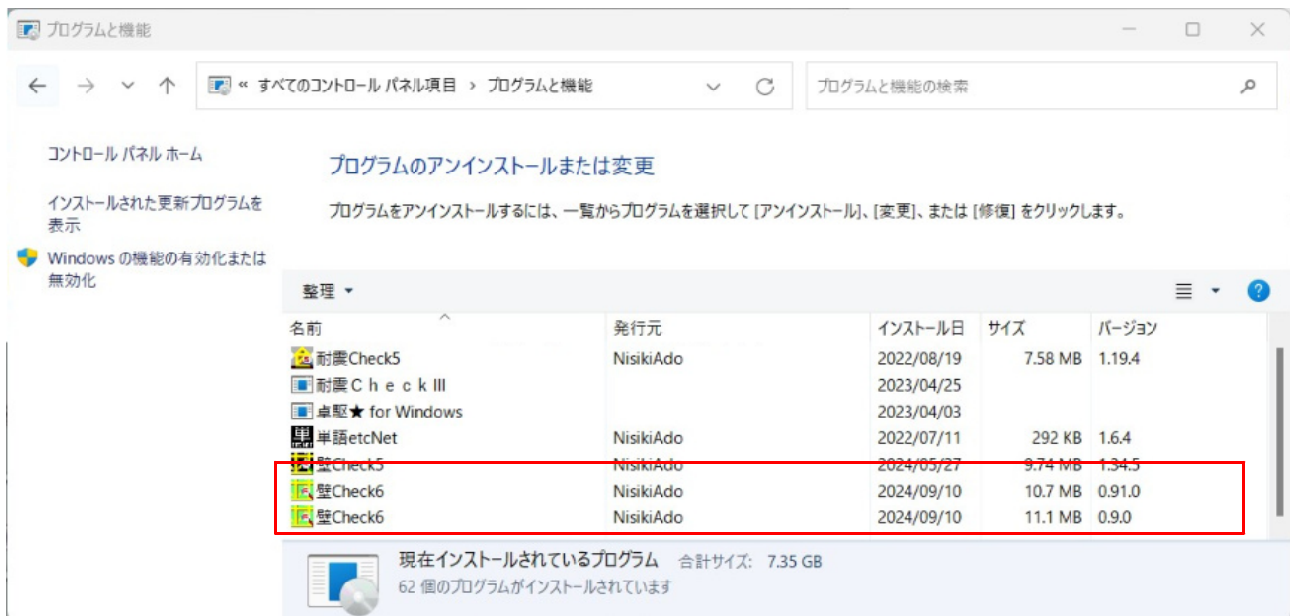 プログラムと機能
« すべてのコントロール パネル項目 › プログラムと機能
プログラムと機能の検索
コントロール パネル ホーム
インストールされた更新プログラムを
表示
Windows の機能の有効化または
無効化
プログラムのアンインストールまたは変更
プログラムをアンインストールするには、一覧からプログラムを選択して [アンインストール]、[変更]、または [修復] をクリックします。
整理
名前 発行元 インストール日 サイズ バージョン
耐震Check5 NisikiAdo 2022/08/19 7.58 MB 1.19.4
耐震ＣｈｅｃｋⅢ 2023/04/25
卓駆★ for Windows 2023/04/03
単語etcNet NisikiAdo 2022/07/11 292 KB 1.6.4
壁Check5 NisikiAdo 2024/05/27 9.74 MB 1.34.5
壁Check6 NisikiAdo 2024/09/10 10.7 MB 0.91.0
壁Check6 NisikiAdo 2024/09/10 11.1 MB 0.9.0
現在インストールされているプログラム 合計サイズ: 7.35 GB
62 個のプログラムがインストールされています